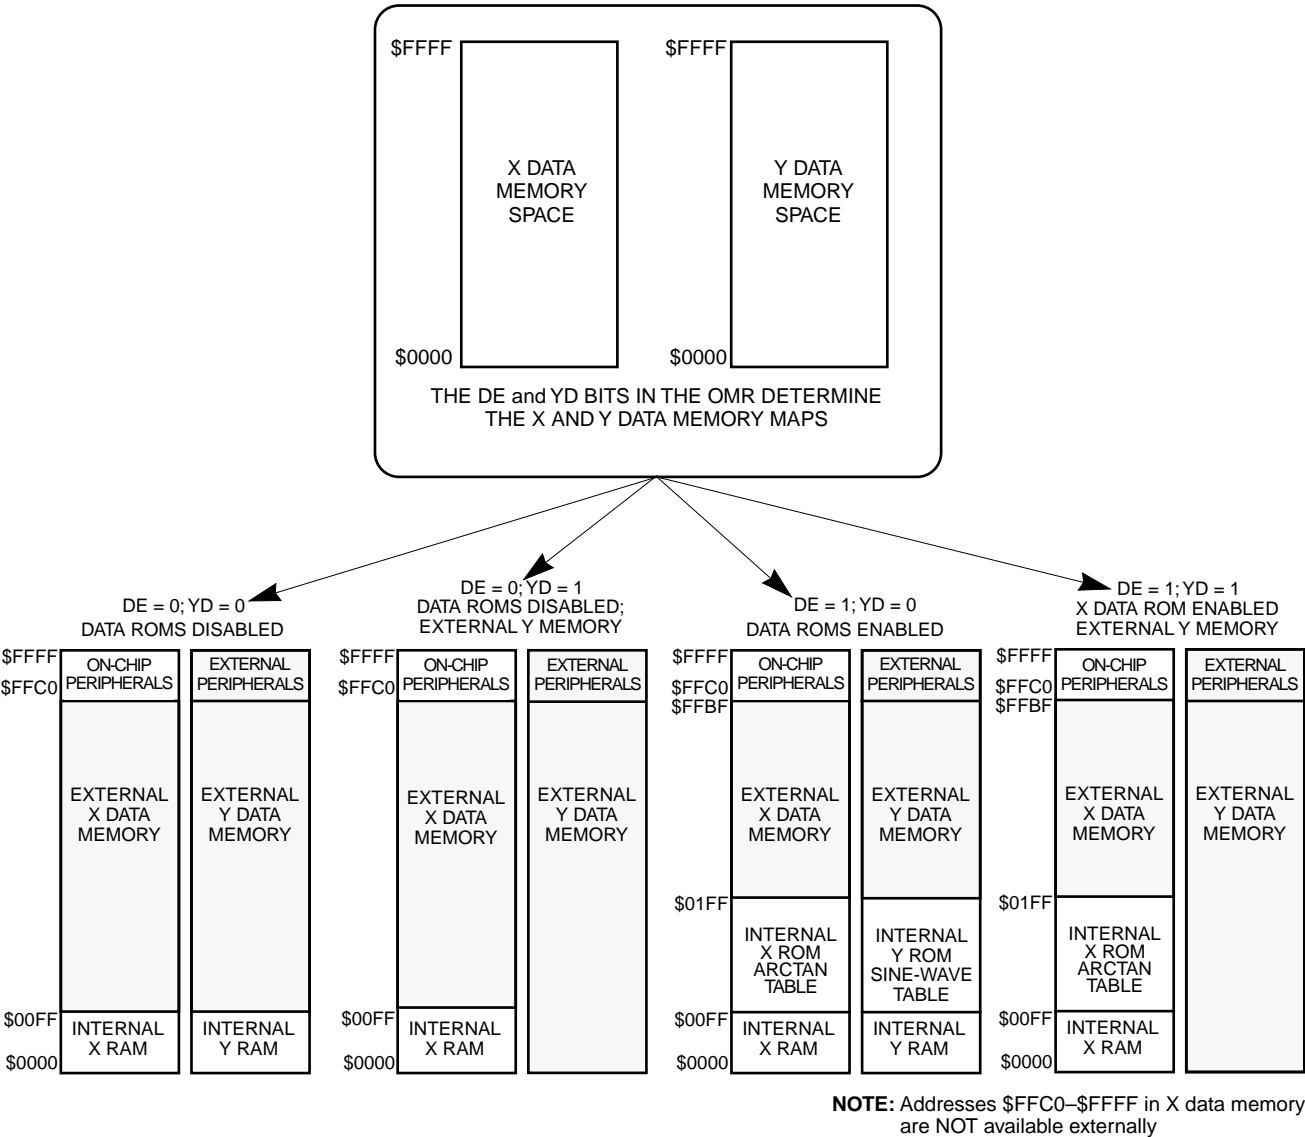 $FFFF
X DATA
MEMORY
SPACE
$0000
$FFFF
Y DATA
MEMORY
SPACE
$0000
THE DE and YD BITS IN THE OMR DETERMINE
THE X AND Y DATA MEMORY MAPS
DE = 0; YD = 0
DATA ROMS DISABLED
$FFFF
$FFC0
ON-CHIP
PERIPHERALS
EXTERNAL
PERIPHERALS
EXTERNAL
X DATA
MEMORY
EXTERNAL
Y DATA
MEMORY
$00FF
$0000
INTERNAL
X RAM
INTERNAL
Y RAM
DE = 0; YD = 1
DATA ROMS DISABLED;
EXTERNAL Y MEMORY
$FFFF
$FFC0
ON-CHIP
PERIPHERALS
EXTERNAL
PERIPHERALS
EXTERNAL
X DATA
MEMORY
EXTERNAL
Y DATA
MEMORY
$00FF
$0000
INTERNAL
X RAM
DE = 1; YD = 0
DATA ROMS ENABLED
$FFFF
$FFC0
$FFBF
ON-CHIP
PERIPHERALS
EXTERNAL
PERIPHERALS
EXTERNAL
X DATA
MEMORY
EXTERNAL
Y DATA
MEMORY
$01FF
INTERNAL
X ROM
ARCTAN
TABLE
INTERNAL
Y ROM
SINE-WAVE
TABLE
$00FF
$0000
INTERNAL
X RAM
INTERNAL
Y RAM
DE = 1; YD = 1
X DATA ROM ENABLED
EXTERNAL Y MEMORY
$FFFF
$FFC0
$FFBF
ON-CHIP
PERIPHERALS
EXTERNAL
PERIPHERALS
EXTERNAL
X DATA
MEMORY
EXTERNAL
Y DATA
MEMORY
$01FF
INTERNAL
X ROM
ARCTAN
TABLE
$00FF
$0000
INTERNAL
X RAM
NOTE: Addresses $FFC0–$FFFF in X data memory
are NOT available externally